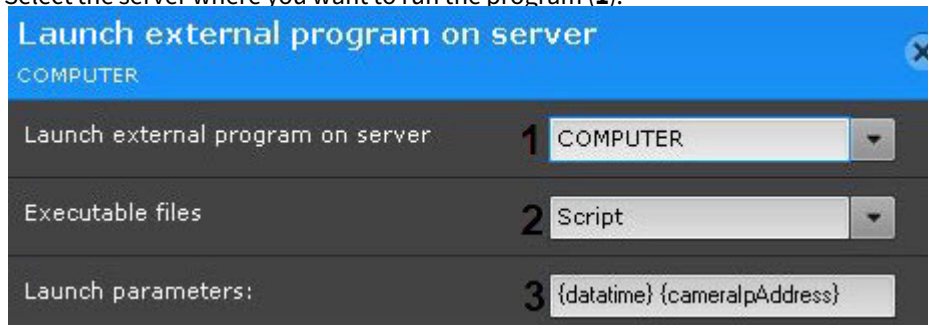 Select the server where you want to run the program (1).
Launch external program on server
COMPUTER
Launch external program on server 1 COMPUTER
Executable files 2 Script
Launch parameters: 3 {datatime} {cameraIpAddress}